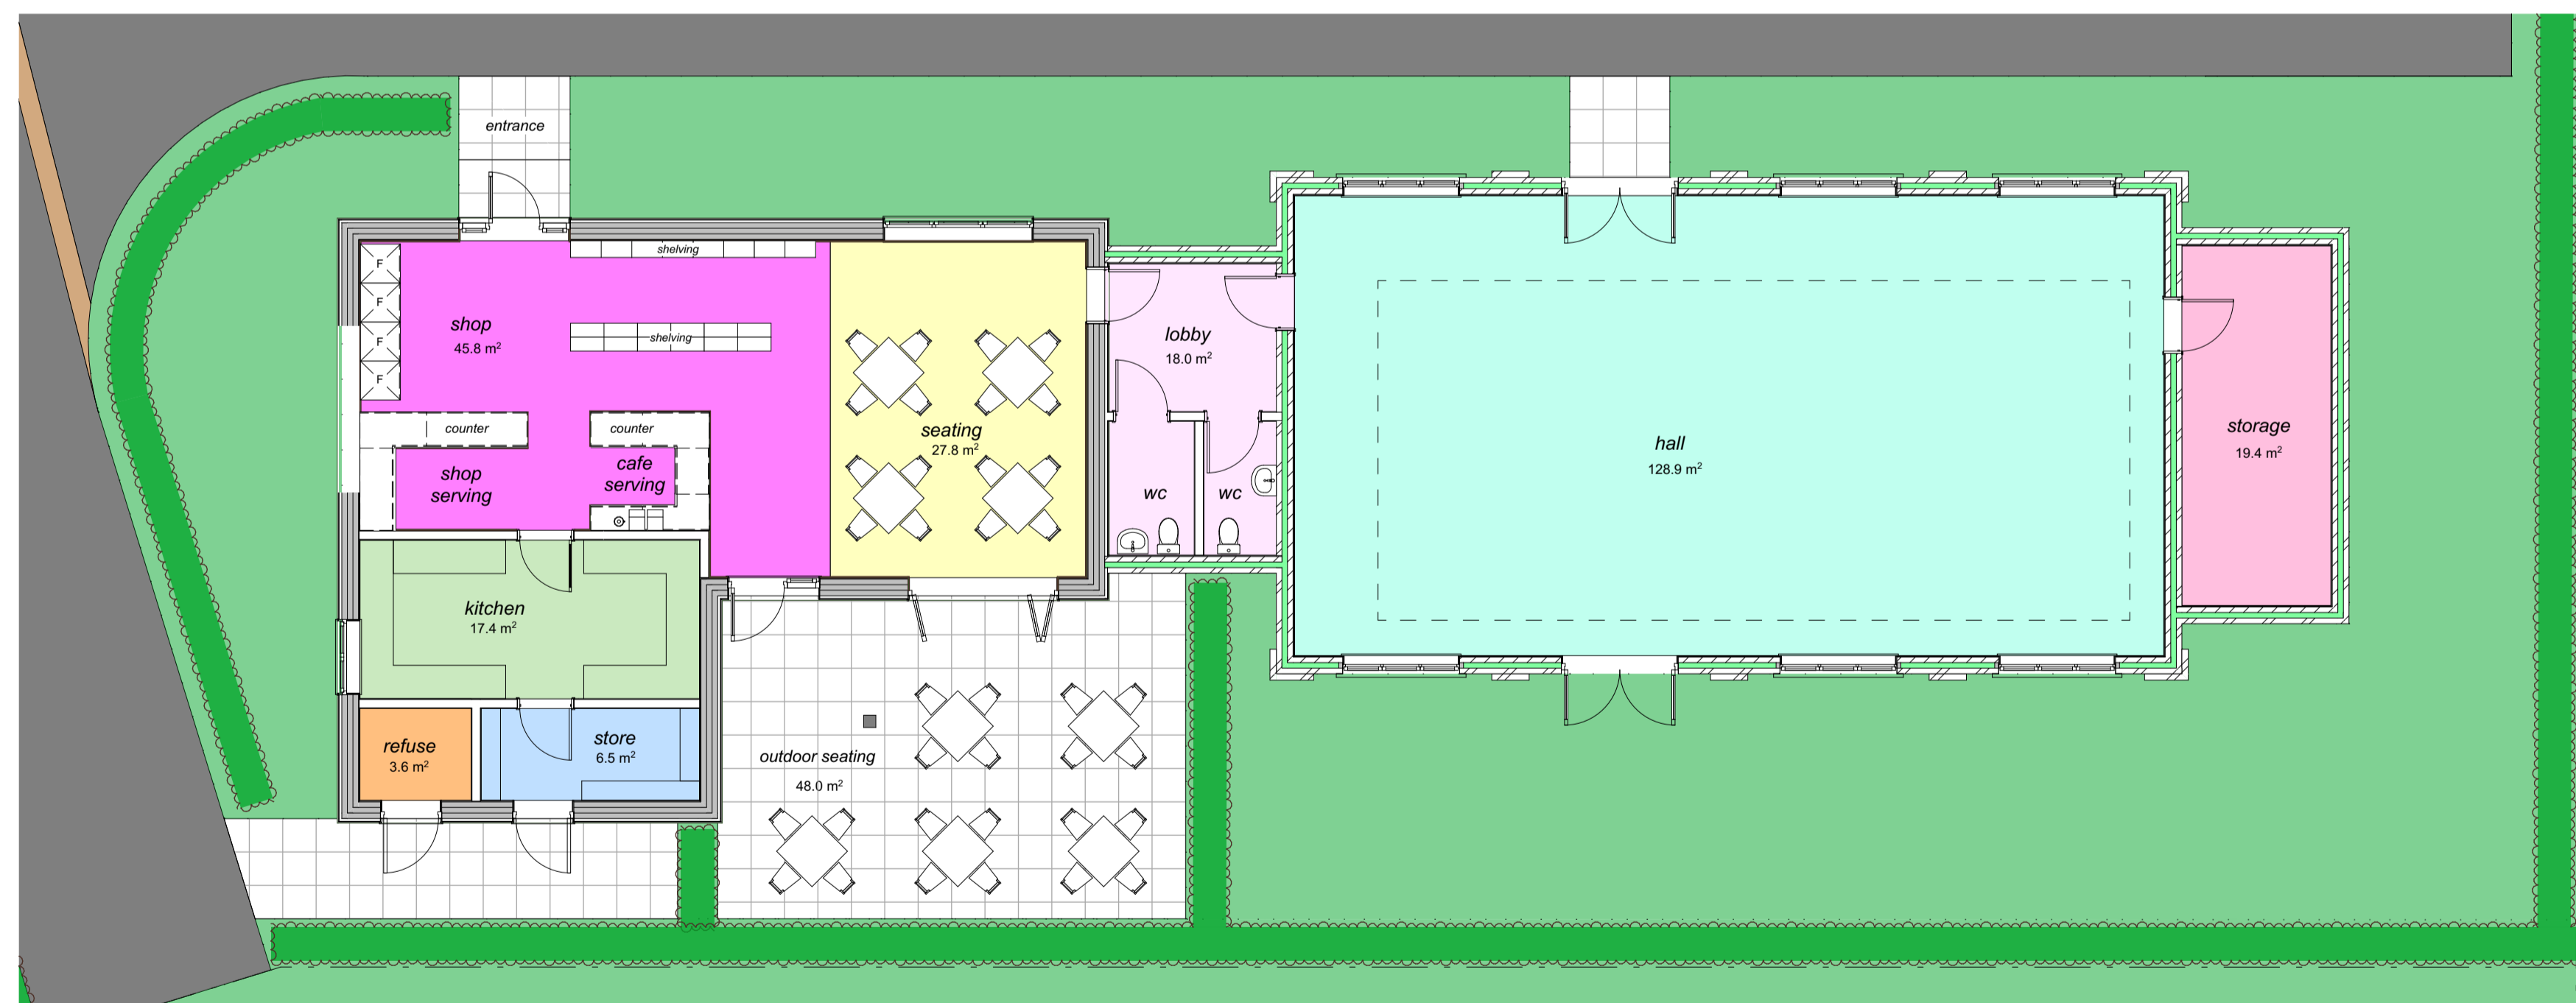 entrance
shelving
F
F
F
F
shop
45.8 m²
shelving
counter
counter
shop
serving
cafe
serving
seating
27.8 m²
lobby
18.0 m²
wc
wc
hall
128.9 m²
storage
19.4 m²
kitchen
17.4 m²
refuse
3.6 m²
store
6.5 m²
outdoor seating
48.0 m²